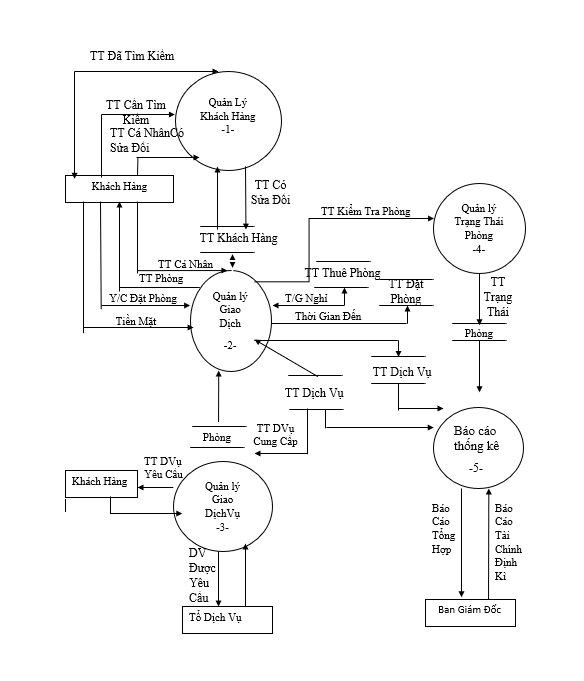 TT Đã Tìm Kiếm
Quản Lý
Khách Hàng
-1-
TT Cần Tìm
Kiếm
TT Cá NhânCó
Sửa Đổi
Khách Hàng
TT Có
Sửa Đổi
TT Kiểm Tra Phòng
Quản lý
Trạng Thái
Phòng
-4-
TT Khách Hàng
TT Cá Nhân
TT Phòng
Y/C Đặt Phòng
Tiền Mặt
Quản lý
Giao
Dịch
-2-
TT Thuê Phòng
T/G Nghỉ
TT Đặt
Phòng
Thời Gian Đến
TT
Trạng
Thái
Phòng
TT Dịch Vụ
TT Dịch Vụ
Phòng
TT DVụ
Cung Cấp
Báo cáo
thống kê
-5-
Khách Hàng
TT DVụ
Yêu Cầu
Quản lý
Giao
DịchVụ
-3-
DV
Được
Yêu
Cầu
Tổ Dịch Vụ
Báo
Cáo
Tổng
Hợp
Báo
Cáo
Tài
Chính
Định
Kì
Ban Giám Đốc